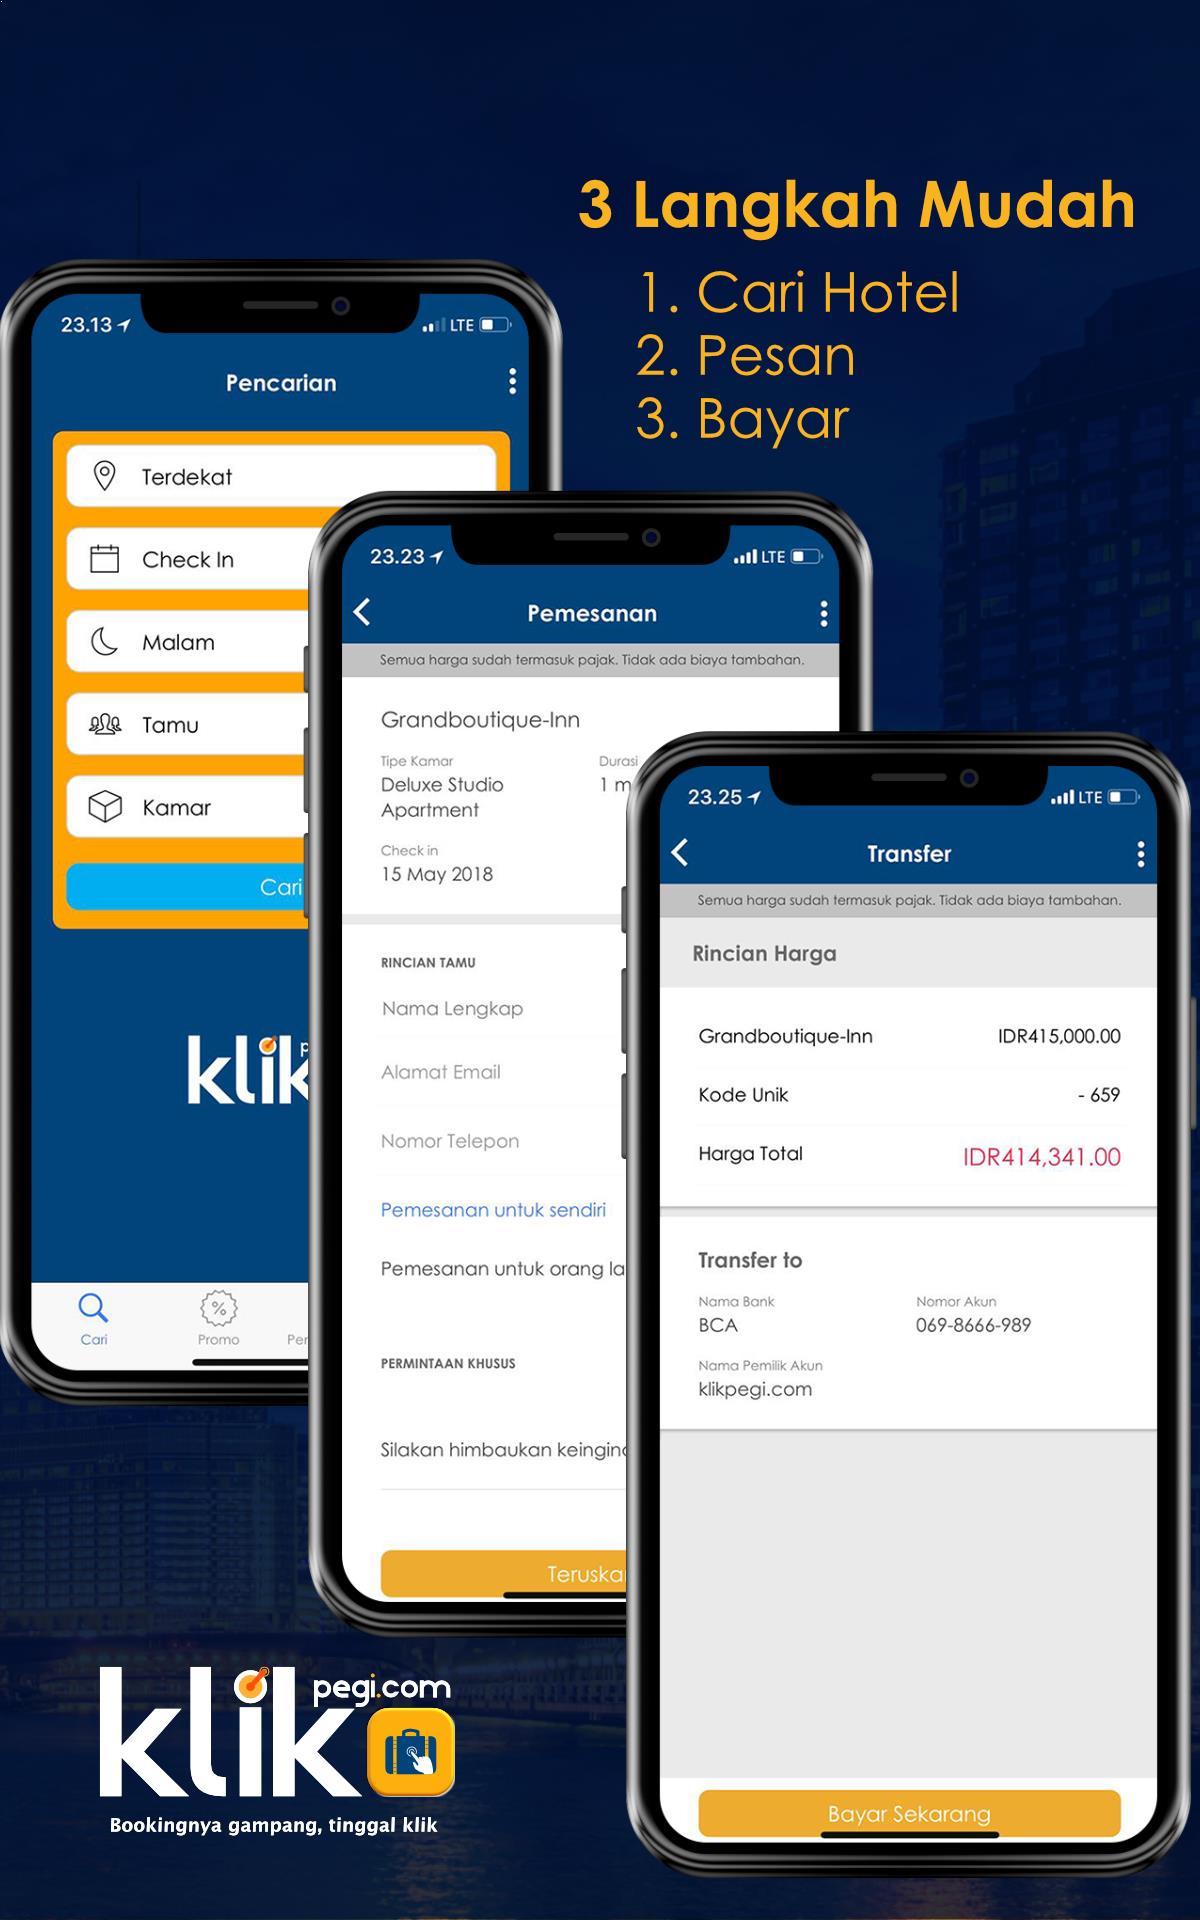 3 Langkah Mudah
1. Cari Hotel
2. Pesan
3. Bayar
23.13
LTE
Pencarian
Terdekat
Check In
Malam
Tamu
Kamar
Cari
klik
Cari
Promo
23.23
LTE
Pemesanan
Semua harga sudah termasuk pajak. Tidak ada biaya tambahan.
Grandboutique-Inn
Tipe Kamar
Durasi
Deluxe Studio
1 m
Apartment
Check in
15 May 2018
RINCIAN TAMU
Nama Lengkap
Alamat Email
Nomor Telepon
Pemesanan untuk sendiri
Pemesanan untuk orang la
PERMINTAAN KHUSUS
Silakan himbaukan keingina
Teruska
23.25
LTE
Transfer
Semua harga sudah termasuk pajak. Tidak ada biaya tambahan.
Rincian Harga
Grandboutique-Inn IDR415,000.00
Kode Unik - 659
Harga Total IDR414,341.00
Transfer to
Nama Bank Nomor Akun
BCA 069-8666-989
Nama Pemilik Akun
klikpegi.com
Bayar Sekarang
klik pegi.com
Bookingnya gampang, tinggal klik